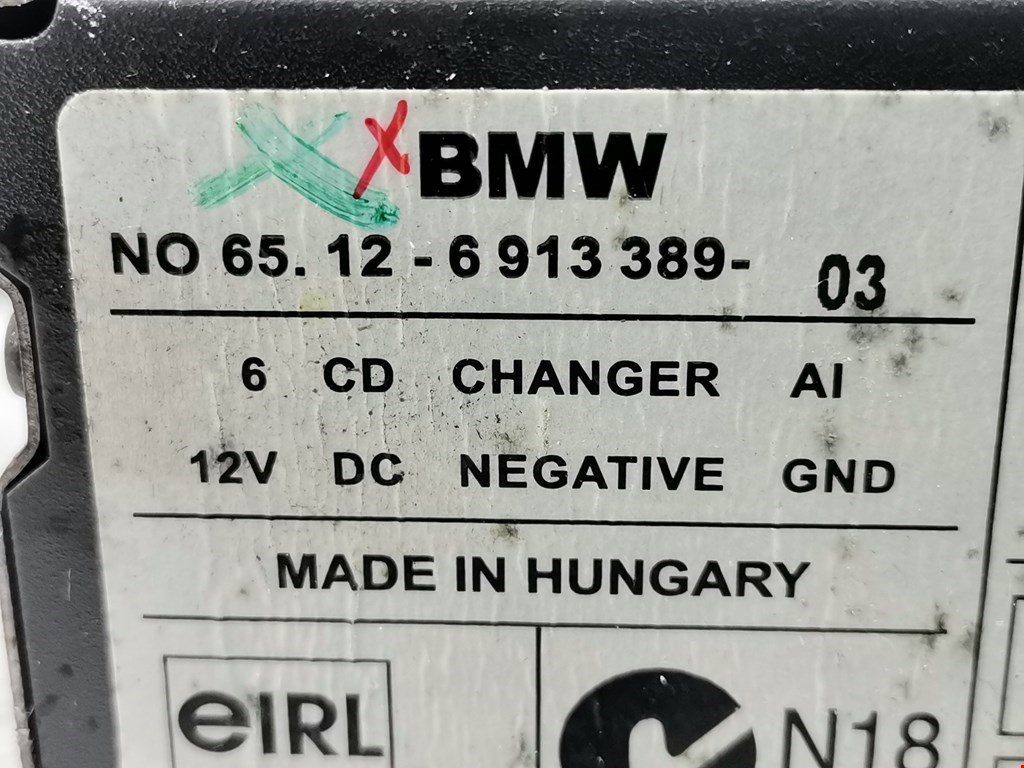 BMW
NO 65. 12 - 6 913 389- 03
6 CD CHANGER AI
12V DC NEGATIVE GND
MADE IN HUNGARY
eIRL
N18